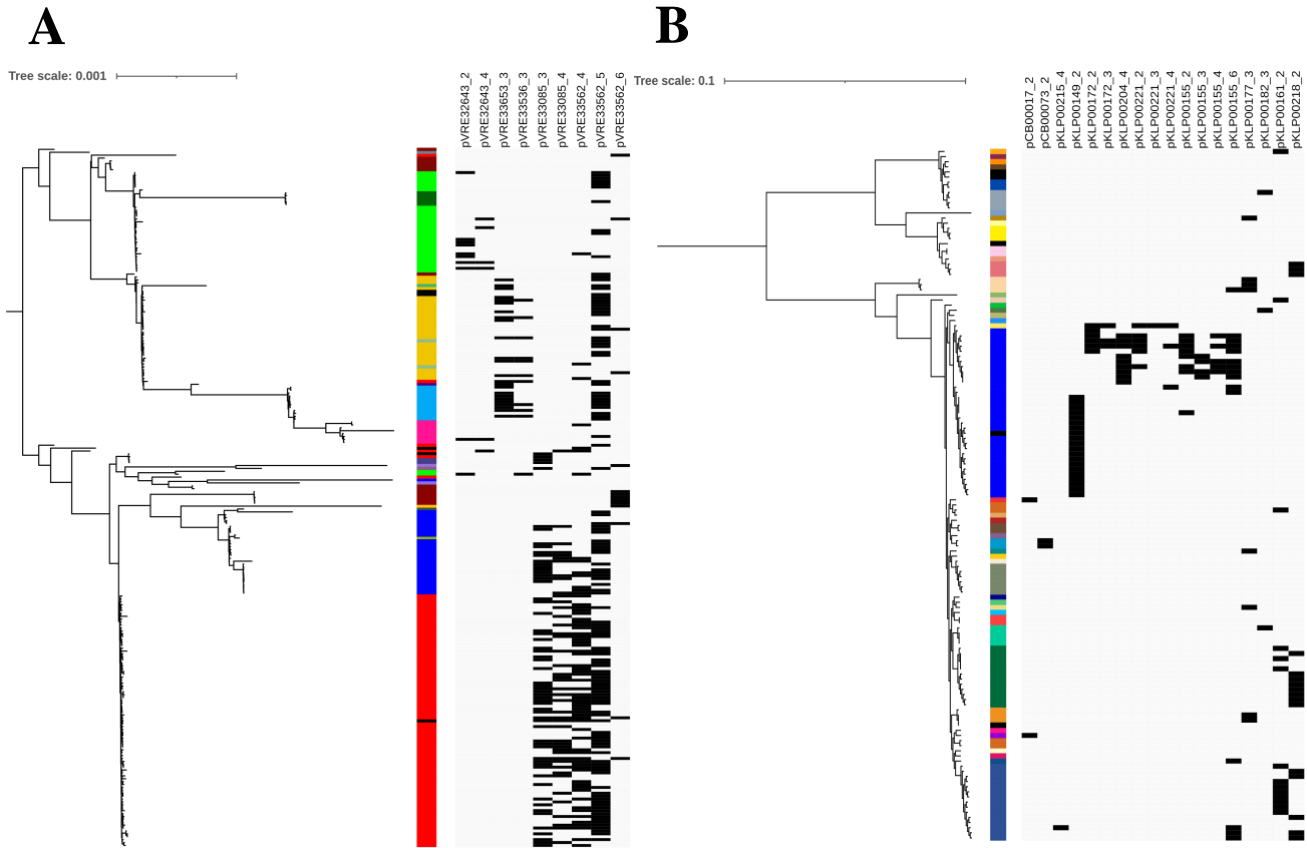 A
B
Tree scale: 0.001
Tree scale: 0.1
pVRE32643_2
pVRE32643_4
pVRE33653_3
pVRE33536_3
pVRE33085_3
pVRE33085_4
pVRE33562_4
pVRE33562_5
pVRE33562_6
pCB00017_2
pCB00073_2
pKLP00215_4
pKLP00149_2
pKLP00172_2
pKLP00172_3
pKLP00204_4
pKLP00221_2
pKLP00221_3
pKLP00221_4
pKLP00155_2
pKLP00155_3
pKLP00155_4
pKLP00155_6
pKLP00177_3
pKLP00182_3
pKLP00161_2
pKLP00218_2